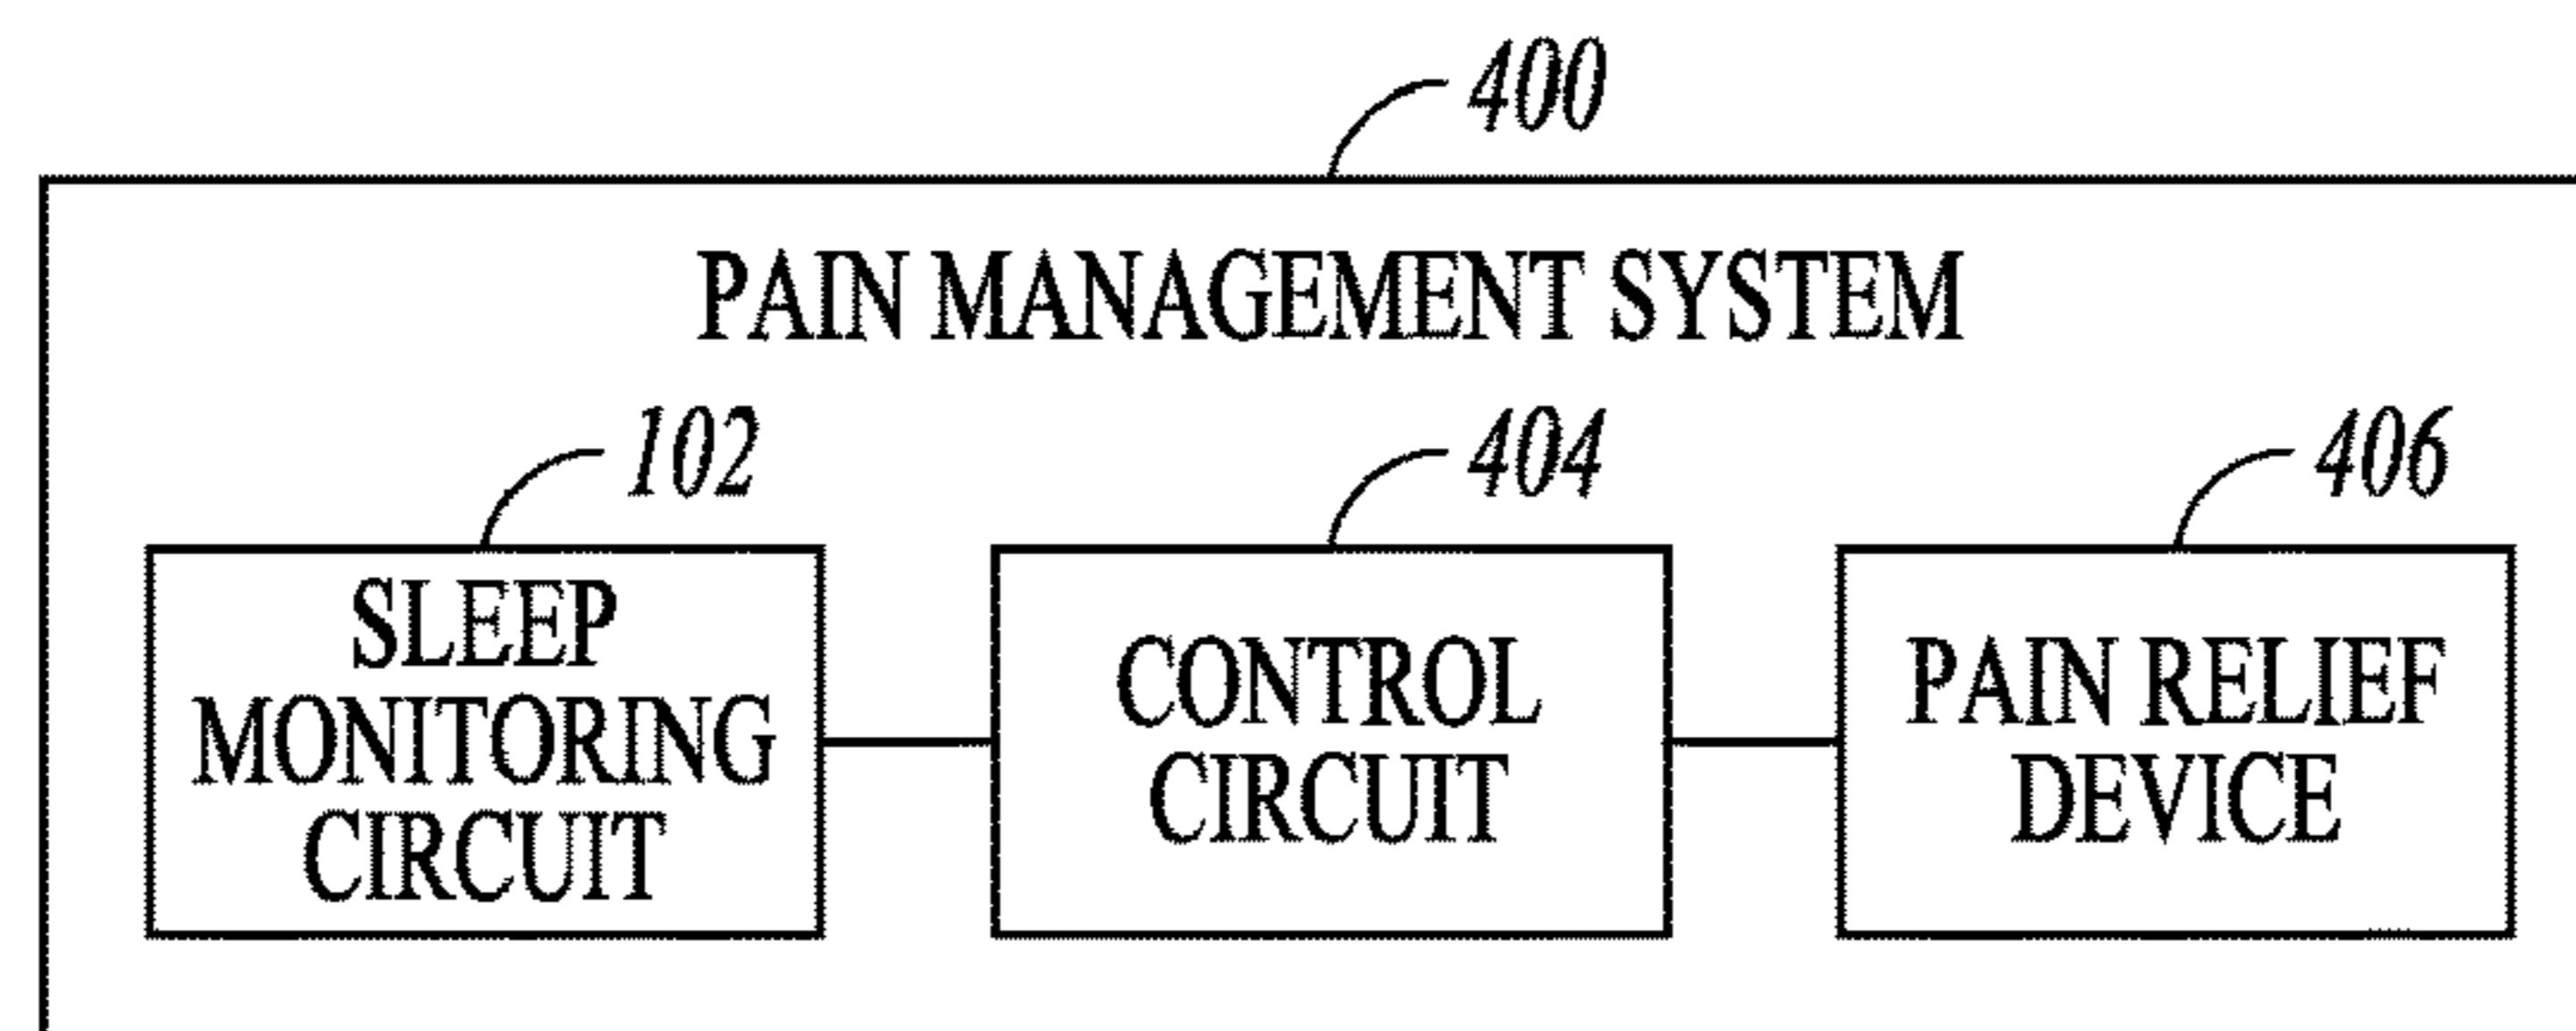 400
PAIN MANAGEMENT SYSTEM
102
404
406
SLEEP
MONITORING
CIRCUIT
CONTROL
CIRCUIT
PAIN RELIEF
DEVICE